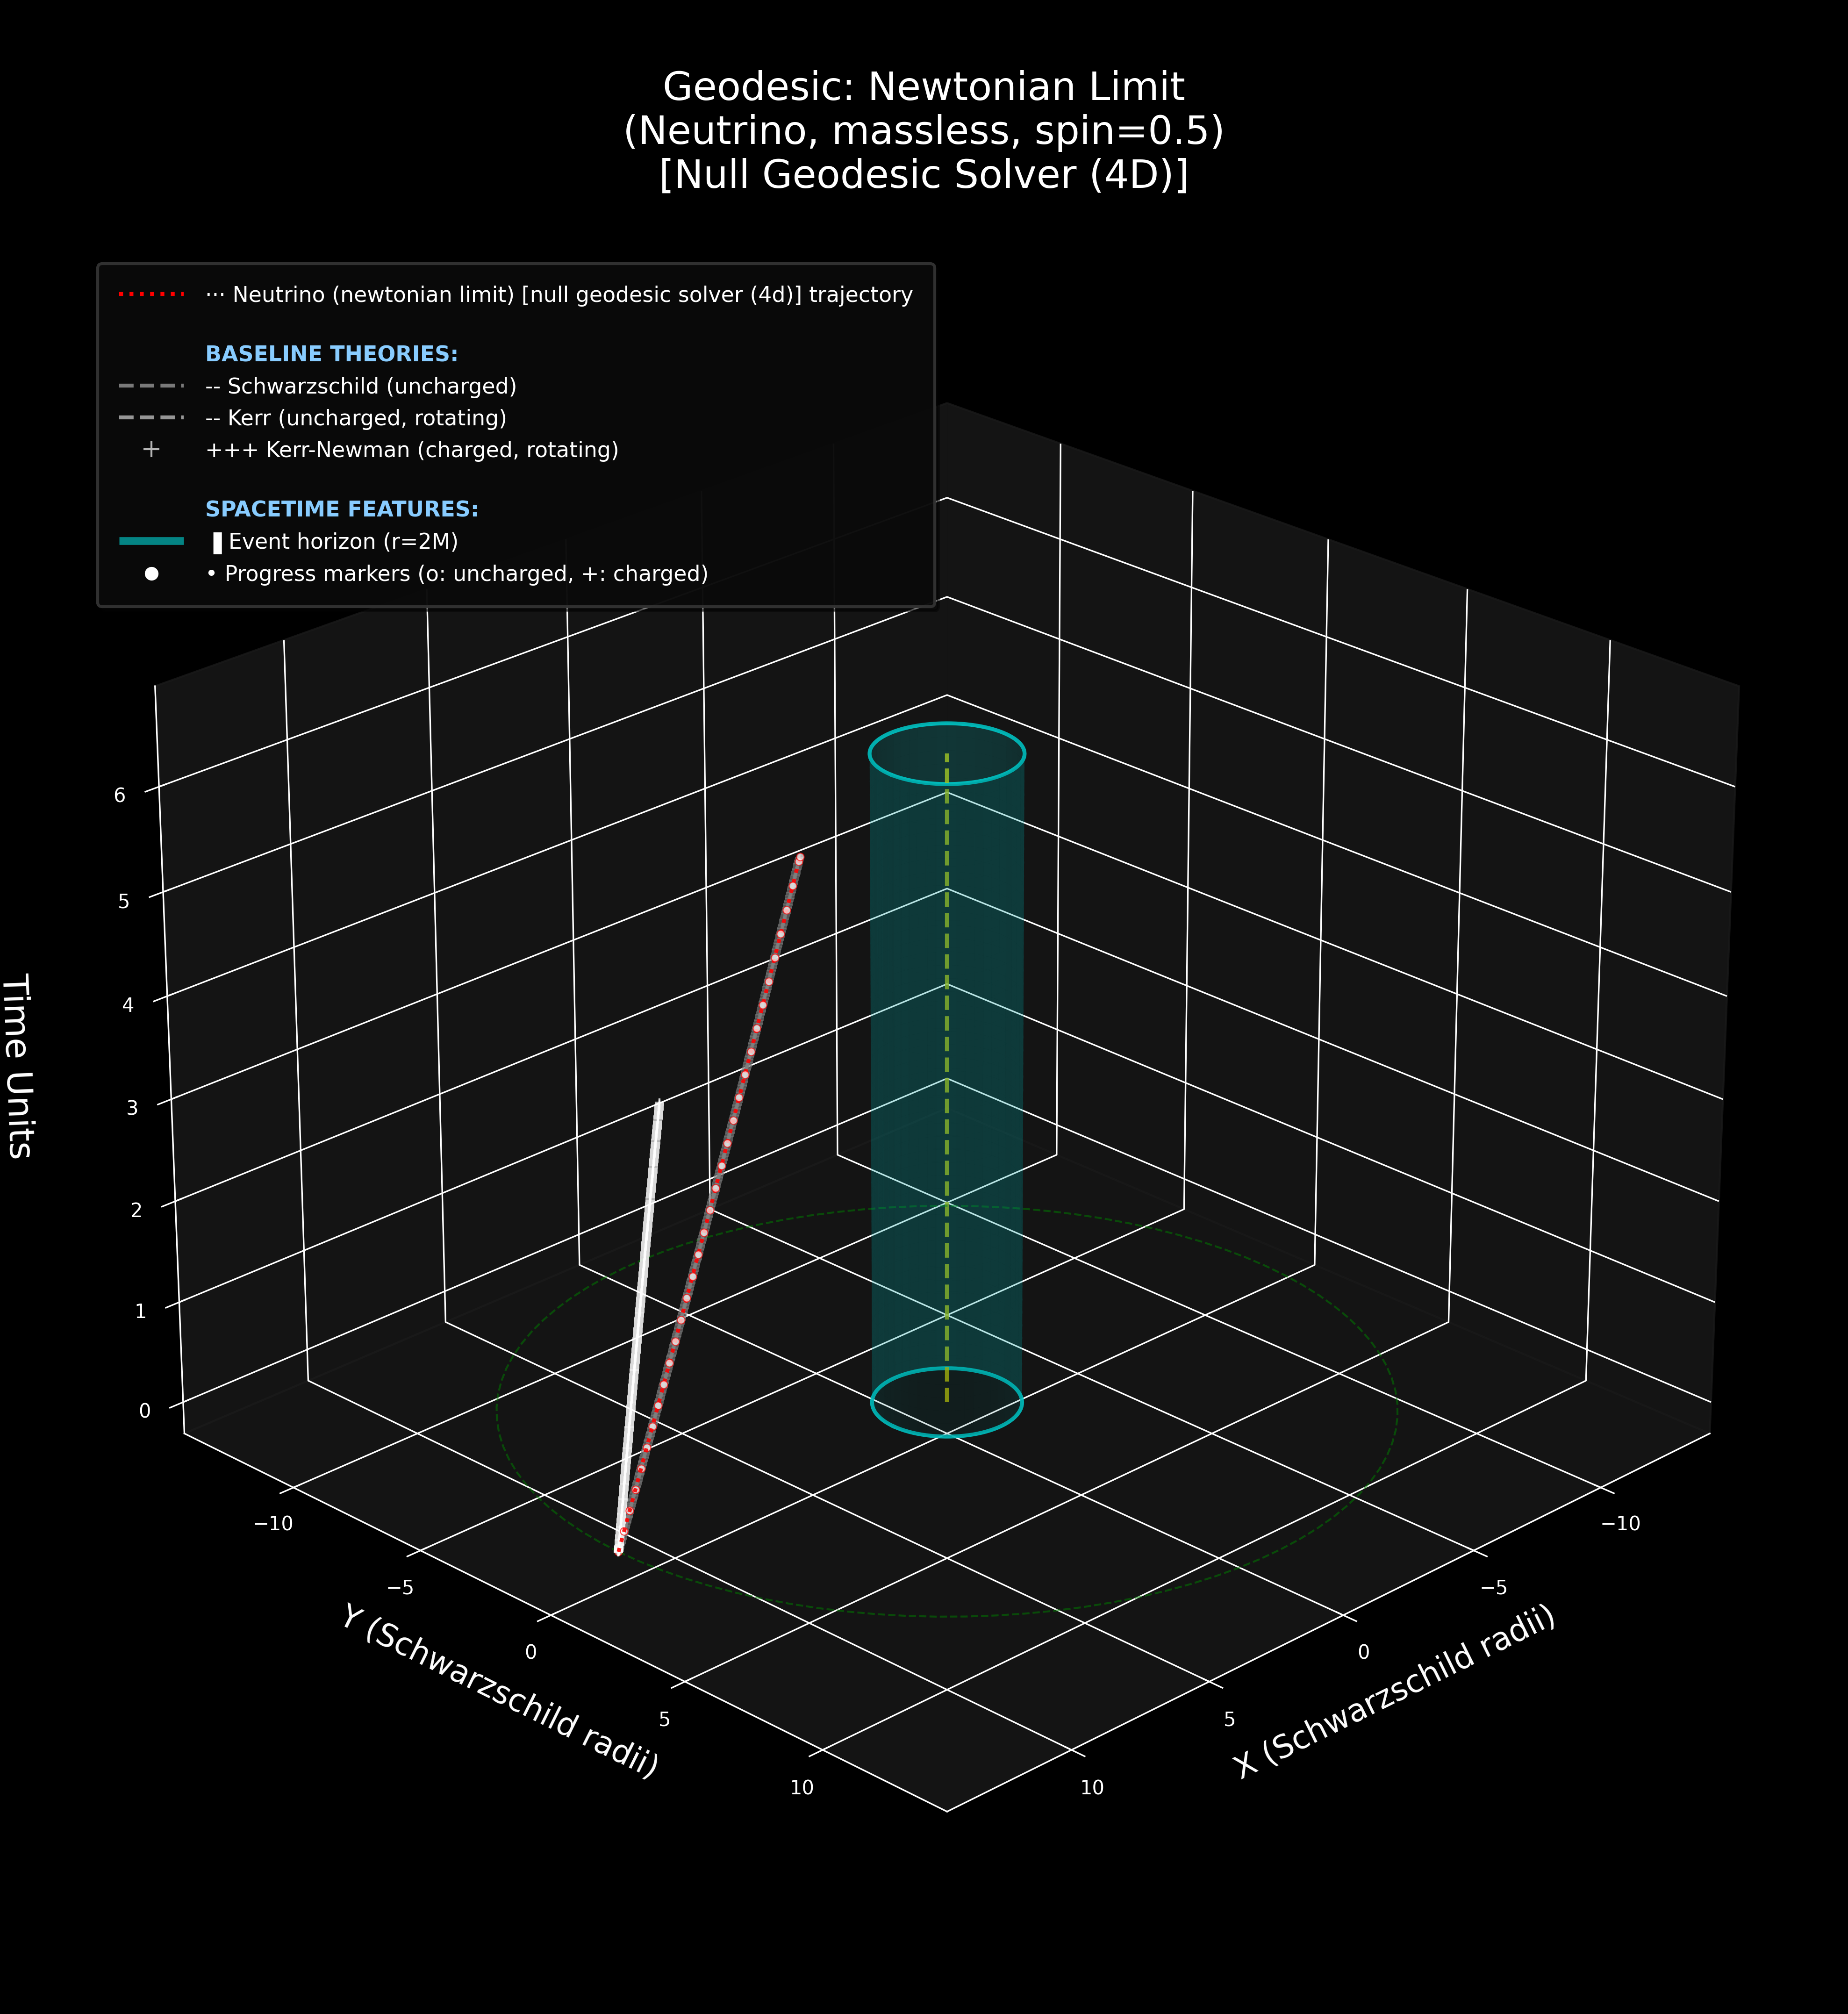 Geodesic: Newtonian Limit
(Neutrino, massless, spin=0.5)
[Null Geodesic Solver (4D)]
··· Neutrino (newtonian limit) [null geodesic solver (4d)] trajectory
BASELINE THEORIES:
-- Schwarzschild (uncharged)
-- Kerr (uncharged, rotating)
+++ Kerr-Newman (charged, rotating)
SPACETIME FEATURES:
▐ Event horizon (r=2M)
• Progress markers (o: uncharged, +: charged)
6
5
4
3
2
1
0
Time Units
−10
−5
0
5
10
Y (Schwarzschild radii)
−10
−5
0
5
10
X (Schwarzschild radii)